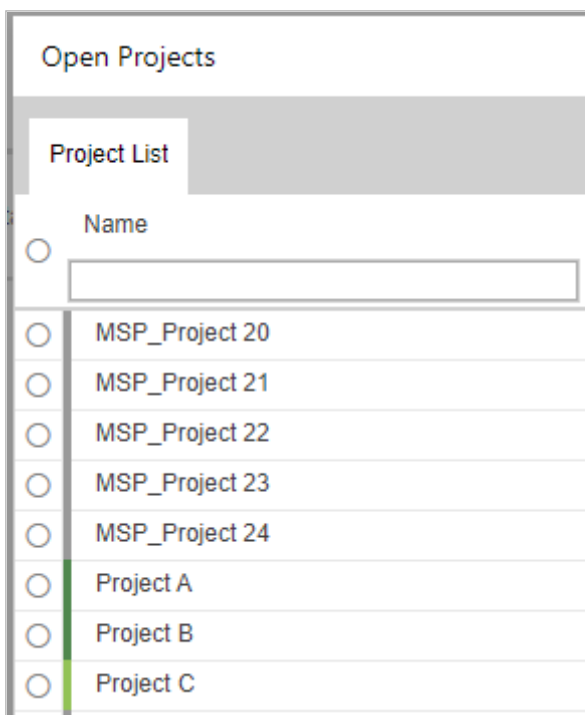 Open Projects
Project List
Name
MSP_Project 20
MSP_Project 21
MSP_Project 22
MSP_Project 23
MSP_Project 24
Project A
Project B
Project C